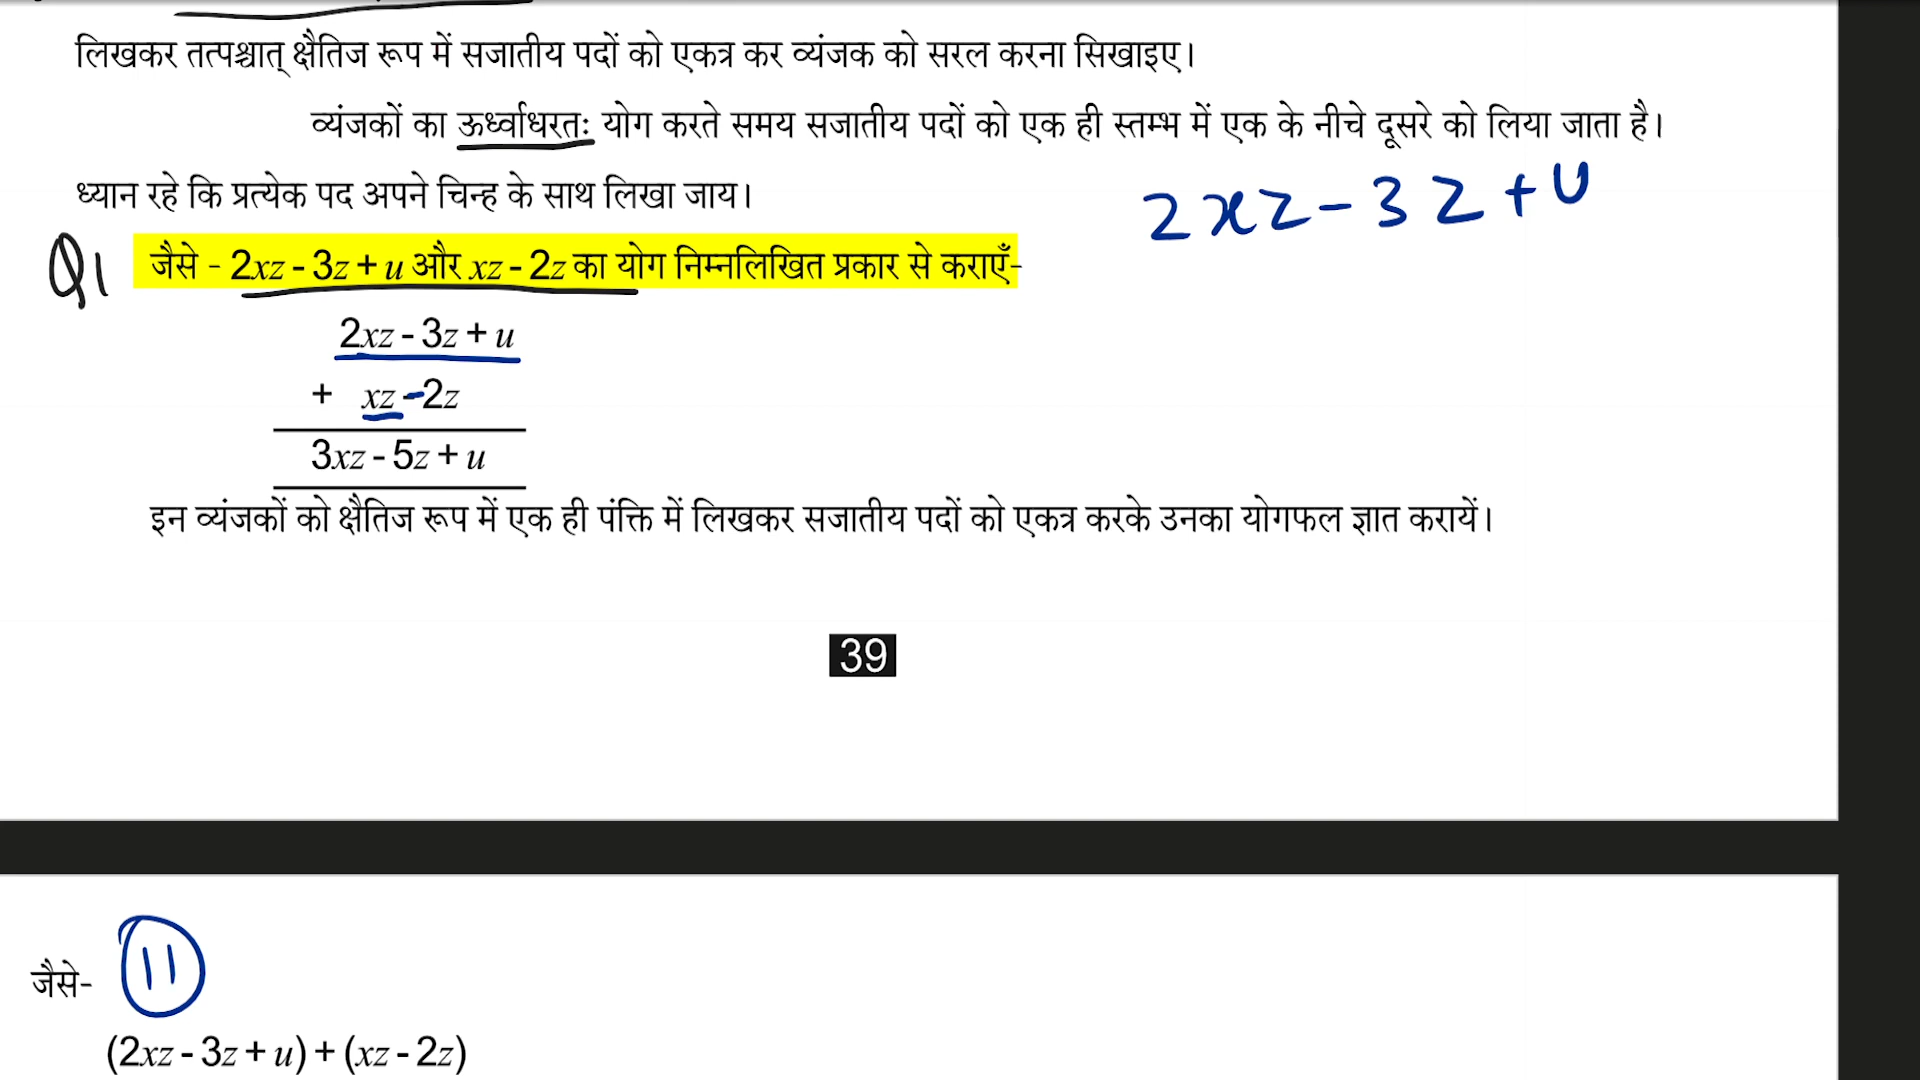 लिखकर तत्पश्चात् क्षैतिज रूप में सजातीय पदों को एकत्र कर व्यंजक को सरल करना सिखाइए।
व्यंजकों का ऊर्ध्वाधरतः योग करते समय सजातीय पदों को एक ही स्तम्भ में एक के नीचे दूसरे को लिया जाता है।
ध्यान रहे कि प्रत्येक पद अपने चिन्ह के साथ लिखा जाय।
2xz-3z+u
Q1 जैसे - 2xz - 3z + u और xz - 2z का योग निम्नलिखित प्रकार से कराएँ-
2xz - 3z + u
+ xz - 2z
3xz - 5z + u
इन व्यंजकों को क्षैतिज रूप में एक ही पंक्ति में लिखकर सजातीय पदों को एकत्र करके उनका योगफल ज्ञात करायें।
39
जैसे- 11
(2xz - 3z + u) + (xz - 2z)